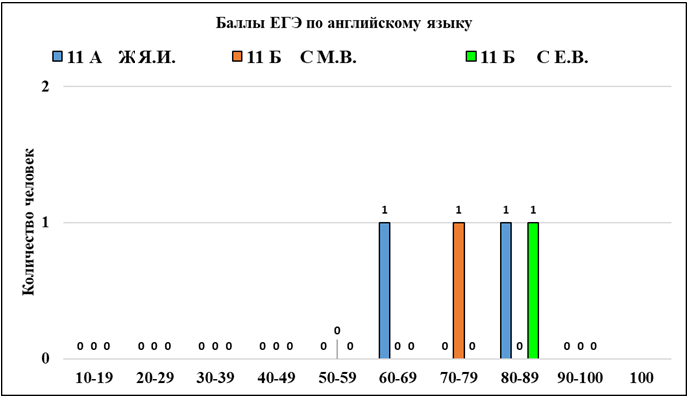 Баллы ЕГЭ по английскому языку
11 А Ж Я.И. 11 Б С М.В. 11 Б С Е.В.
Количество человек
2
1
0
1 1 1 1
0
0 0 0 0 0 0 0 0 0 0 0 0 0 0 0 0 0 0 0 0 0 0
10-19 20-29 30-39 40-49 50-59 60-69 70-79 80-89 90-100 100